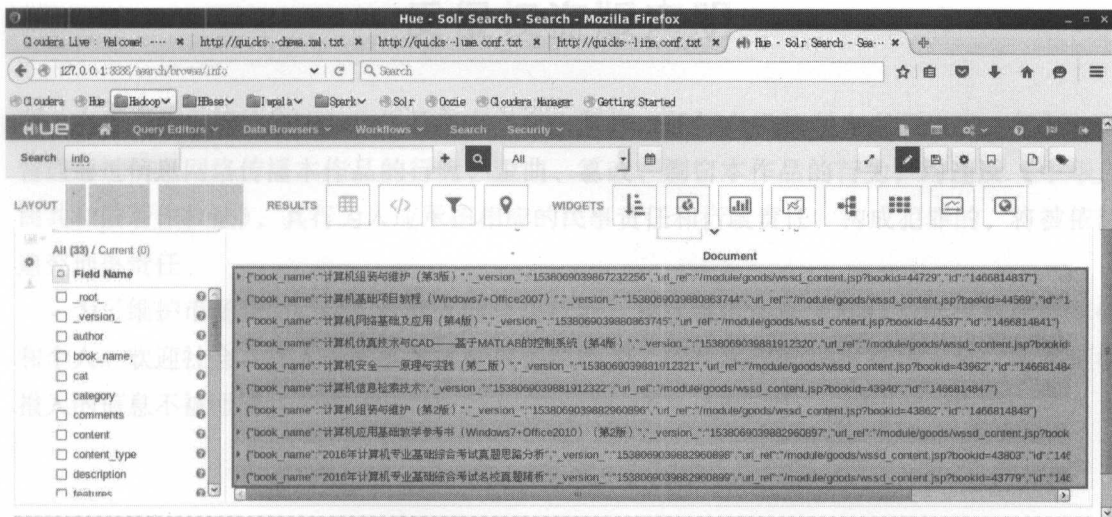 Hue - Solr Search - Search - Mozilla Firefox
Cloudera Live : Welcome! ---- × http://quicks···chema.xml.txt × http://quicks···lume.conf.txt × http://quicks···line.conf.txt × Hue - Solr Search - Sea··· ×
127.0.0.1:8888/search/browse/info Search
Cloudera Hue Hadoop HBase Impala Spark Solr Oozie Cloudera Manager Getting Started
HUE Query Editors Data Browsers Workflows Search Security
Search info All
LAYOUT RESULTS WIDGETS
All (33) / Current (0)
Document
Field Name
{"book_name":"计算机组装与维护（第3版）","_version_":"1538069039867232256","url_rel":"/module/goods/wssd_content.jsp?bookid=44729","id":"1466814837"}
_root_
{"book_name":"计算机基础项目教程（Windows7+Office2007）","_version_":"1538069039880863744","url_rel":"/module/goods/wssd_content.jsp?bookid=44569","id":"1
_version_
{"book_name":"计算机网络基础及应用（第4版）","_version_":"1538069039880863745","url_rel":"/module/goods/wssd_content.jsp?bookid=44537","id":"1466814841"}
author
{"book_name":"计算机仿真技术与CAD——基于MATLAB的控制系统（第4版）","_version_":"1538069039881912320","url_rel":"/module/goods/wssd_content.jsp?bookid
book_name,
{"book_name":"计算机安全——原理与实践（第二版）","_version_":"1538069039881912321","url_rel":"/module/goods/wssd_content.jsp?bookid=43962","id":"14668148
cat
{"book_name":"计算机信息检索技术","_version_":"1538069039881912322","url_rel":"/module/goods/wssd_content.jsp?bookid=43940","id":"1466814847"}
category
{"book_name":"计算机组装与维护（第2版）","_version_":"1538069039882960896","url_rel":"/module/goods/wssd_content.jsp?bookid=43862","id":"1466814849"}
comments
{"book_name":"计算机应用基础教学参考书（Windows7+Office2010）（第2版）","_version_":"1538069039882960897","url_rel":"/module/goods/wssd_content.jsp?book
content
{"book_name":"2016年计算机专业基础综合考试真题思路分析","_version_":"1538069039882960898","url_rel":"/module/goods/wssd_content.jsp?bookid=43803","id":"146
content_type
{"book_name":"2016年计算机专业基础综合考试名校真题精析","_version_":"1538069039882960899","url_rel":"/module/goods/wssd_content.jsp?bookid=43779","id":"146
description
features